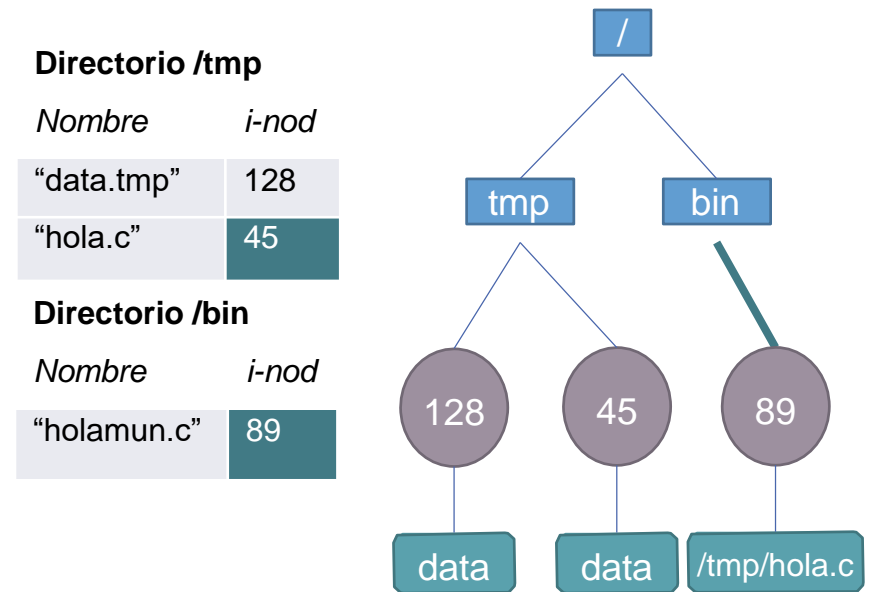 Directorio /tmp
Nombre i-nod
“data.tmp” 128
“hola.c” 45
Directorio /bin
Nombre i-nod
“holamun.c” 89
/
tmp bin
128 45 89
data data /tmp/hola.c